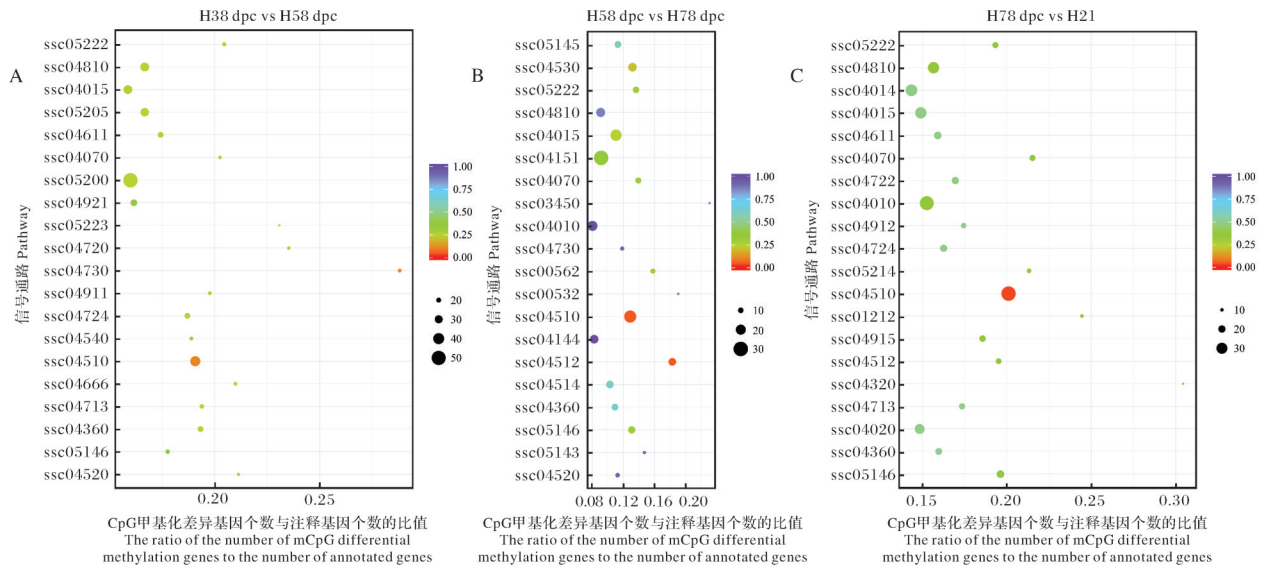 H38 dpc vs H58 dpc
A
信号通路 Pathway
ssc05222
ssc04810
ssc04015
ssc05205
ssc04611
ssc04070
ssc05200
ssc04921
ssc05223
ssc04720
ssc04730
ssc04911
ssc04724
ssc04540
ssc04510
ssc04666
ssc04713
ssc04360
ssc05146
ssc04520
0.20 0.25
1.00
0.75
0.50
0.25
0.00
20
30
40
50
CpG甲基化差异基因个数与注释基因个数的比值
The ratio of the number of mCpG differential
methylation genes to the number of annotated genes
H58 dpc vs H78 dpc
B
信号通路 Pathway
ssc05145
ssc04530
ssc05222
ssc04810
ssc04015
ssc04151
ssc04070
ssc03450
ssc04010
ssc04730
ssc00562
ssc00532
ssc04510
ssc04144
ssc04512
ssc04514
ssc04360
ssc05146
ssc05143
ssc04520
0.08 0.12 0.16 0.20
1.00
0.75
0.50
0.25
0.00
10
20
30
CpG甲基化差异基因个数与注释基因个数的比值
The ratio of the number of mCpG differential
methylation genes to the number of annotated genes
H78 dpc vs H21
C
信号通路 Pathway
ssc05222
ssc04810
ssc04014
ssc04015
ssc04611
ssc04070
ssc04722
ssc04010
ssc04912
ssc04724
ssc05214
ssc04510
ssc01212
ssc04915
ssc04512
ssc04320
ssc04713
ssc04020
ssc04360
ssc05146
0.15 0.20 0.25 0.30
1.00
0.75
0.50
0.25
0.00
10
20
30
CpG甲基化差异基因个数与注释基因个数的比值
The ratio of the number of mCpG differential
methylation genes to the number of annotated genes